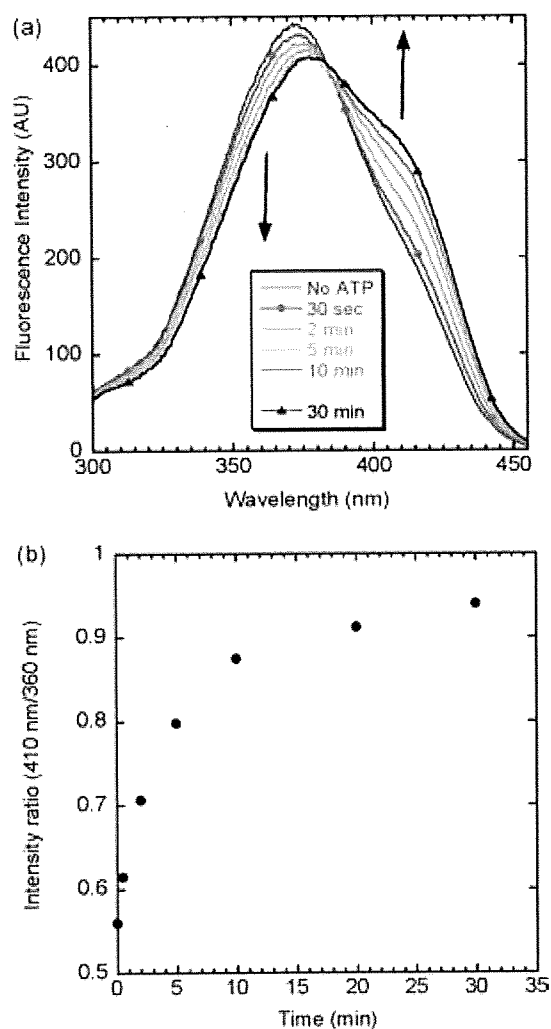 (a)
400
300
200
100
0
Fluorescence Intensity (AU)
No ATP
30 sec
2 min
5 min
10 min
30 min
300 350 400 450
Wavelength (nm)
(b)
1
0.9
0.8
0.7
0.6
0.5
Intensity ratio (410 nm/360 nm)
0 5 10 15 20 25 30 35
Time (min)